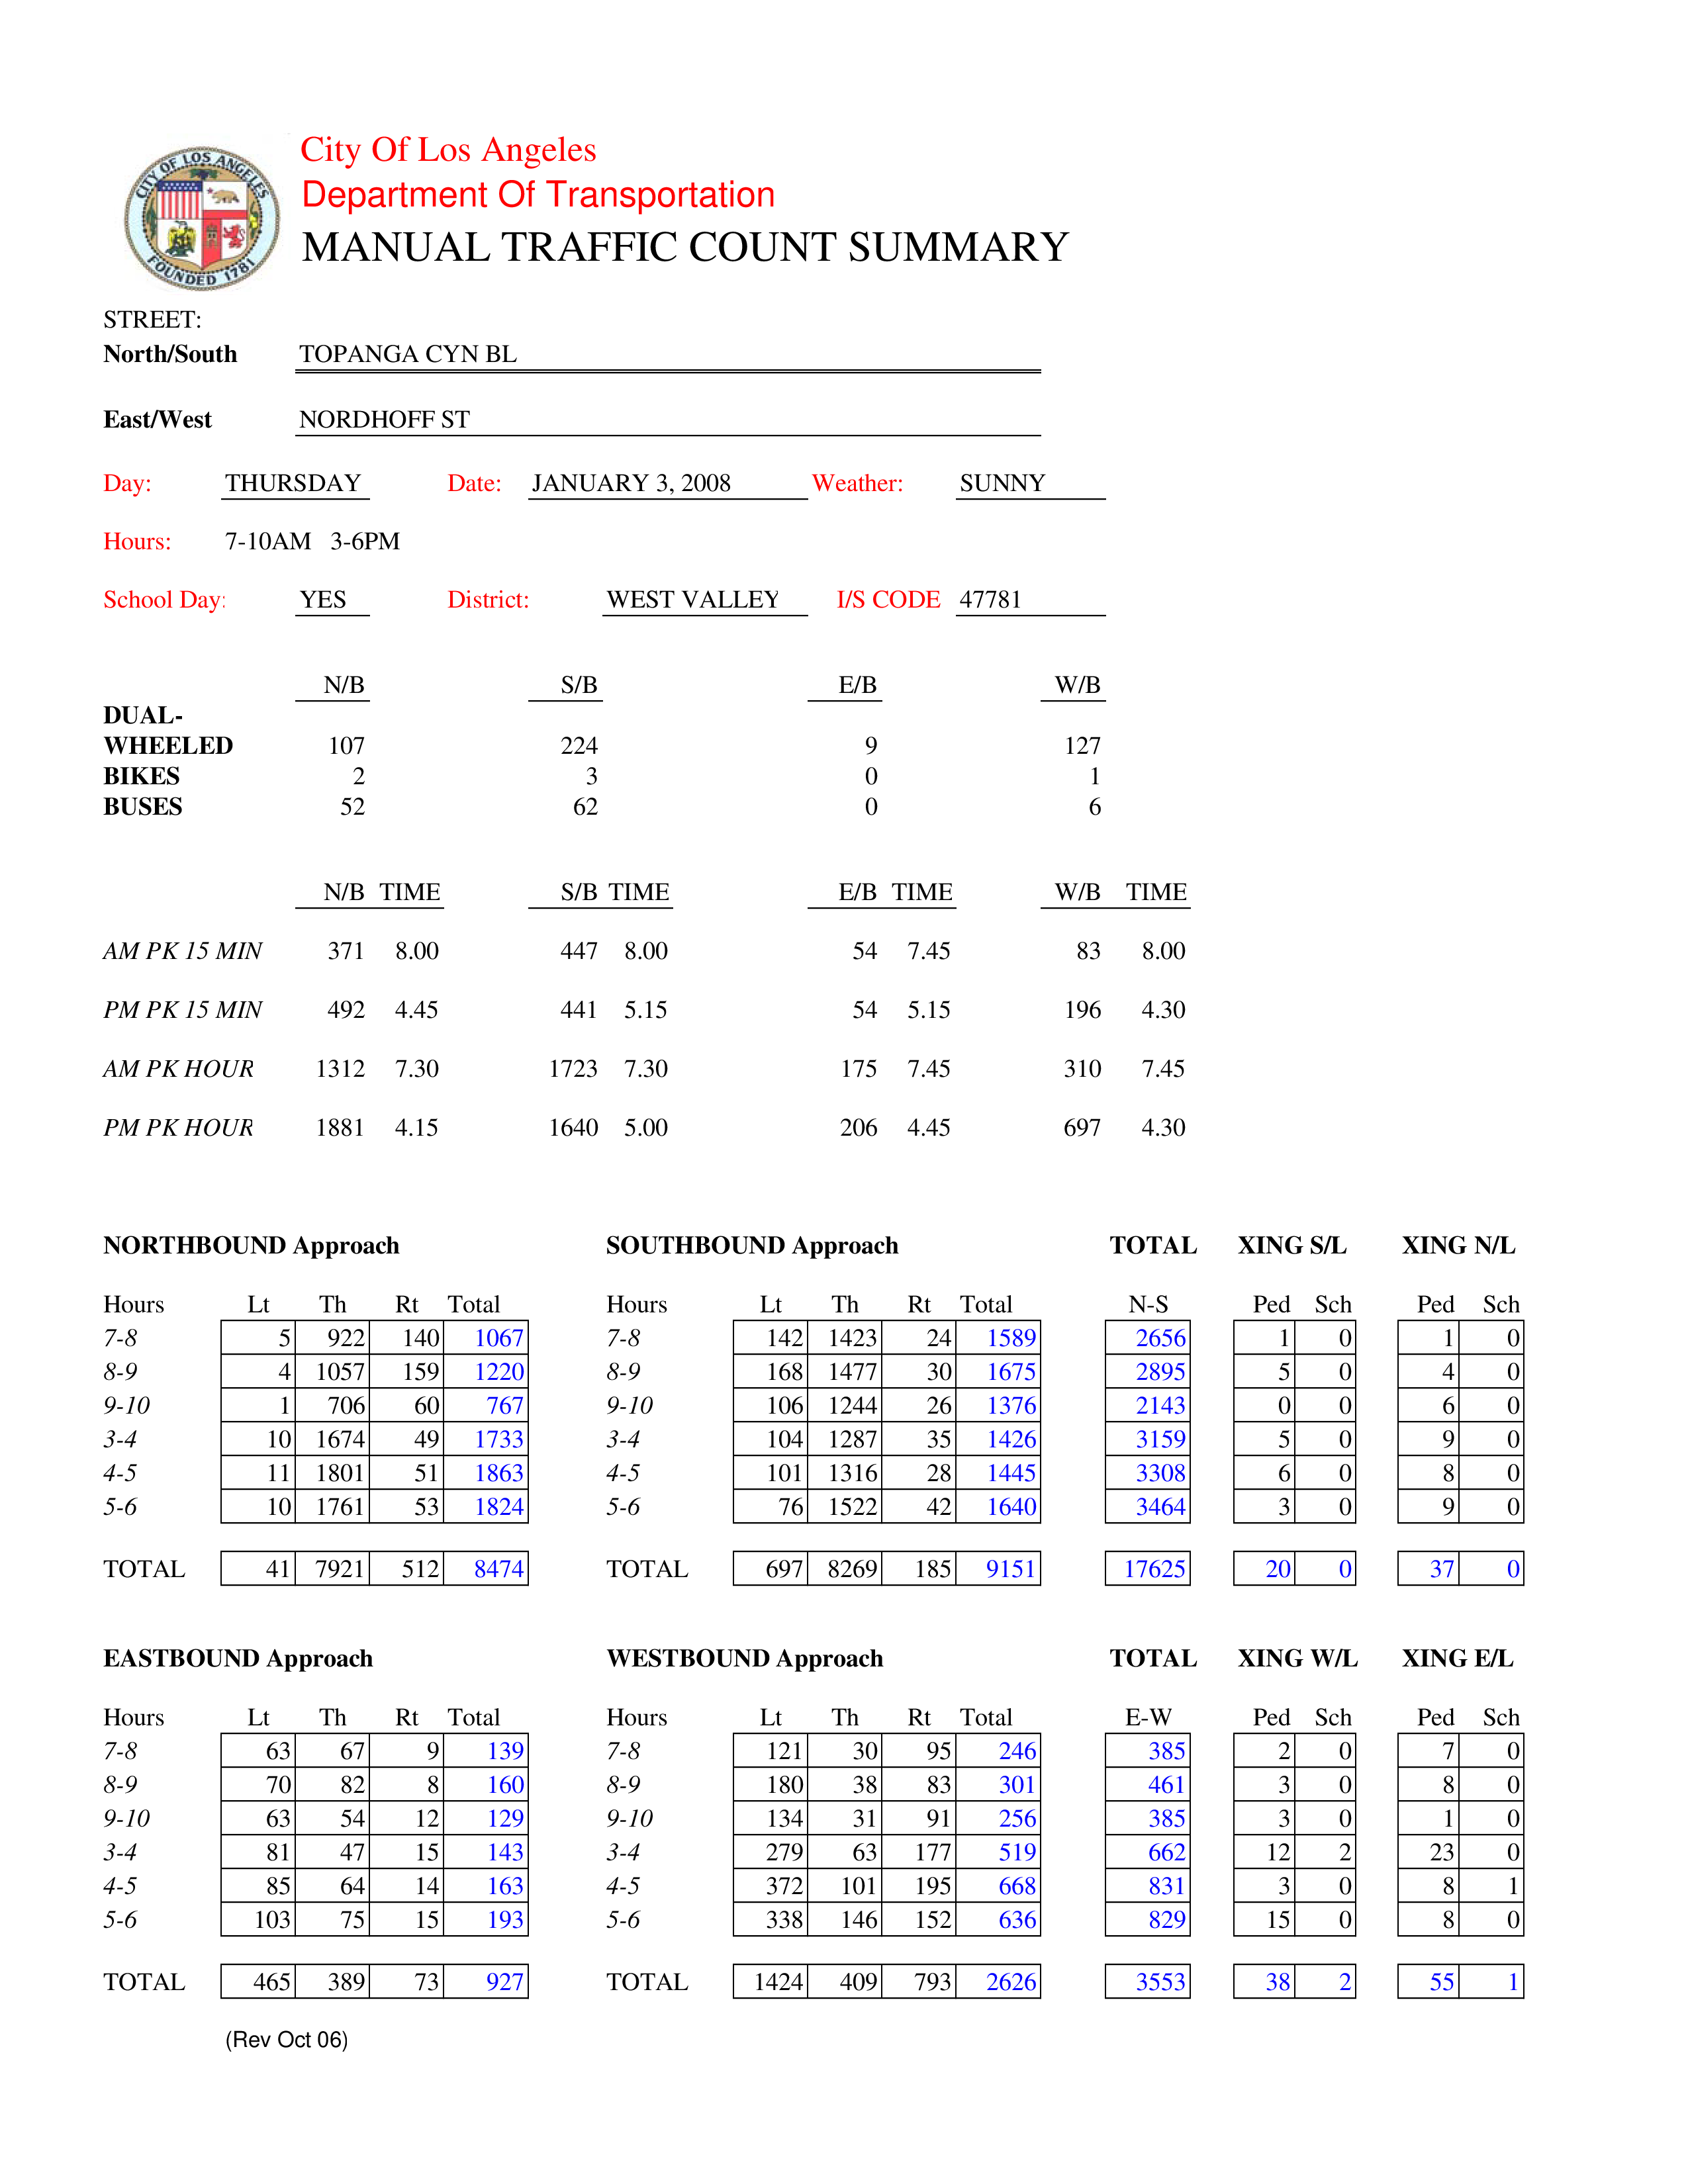 CITY OF LOS ANGELES
FOUNDED 1781
City Of Los Angeles
Department Of Transportation
MANUAL TRAFFIC COUNT SUMMARY
STREET:
North/South TOPANGA CYN BL
East/West NORDHOFF ST
Day: THURSDAY Date: JANUARY 3, 2008 Weather: SUNNY
Hours: 7-10AM 3-6PM
School Day: YES District: WEST VALLEY I/S CODE 47781
N/B S/B E/B W/B
DUAL-
WHEELED 107 224 9 127
BIKES 2 3 0 1
BUSES 52 62 0 6
N/B TIME S/B TIME E/B TIME W/B TIME
AM PK 15 MIN 371 8.00 447 8.00 54 7.45 83 8.00
PM PK 15 MIN 492 4.45 441 5.15 54 5.15 196 4.30
AM PK HOUR 1312 7.30 1723 7.30 175 7.45 310 7.45
PM PK HOUR 1881 4.15 1640 5.00 206 4.45 697 4.30
NORTHBOUND Approach SOUTHBOUND Approach TOTAL XING S/L XING N/L
Hours Lt Th Rt Total Hours Lt Th Rt Total N-S Ped Sch Ped Sch
7-8 5 922 140 1067 7-8 142 1423 24 1589 2656 1 0 1 0
8-9 4 1057 159 1220 8-9 168 1477 30 1675 2895 5 0 4 0
9-10 1 706 60 767 9-10 106 1244 26 1376 2143 0 0 6 0
3-4 10 1674 49 1733 3-4 104 1287 35 1426 3159 5 0 9 0
4-5 11 1801 51 1863 4-5 101 1316 28 1445 3308 6 0 8 0
5-6 10 1761 53 1824 5-6 76 1522 42 1640 3464 3 0 9 0
TOTAL 41 7921 512 8474 TOTAL 697 8269 185 9151 17625 20 0 37 0
EASTBOUND Approach WESTBOUND Approach TOTAL XING W/L XING E/L
Hours Lt Th Rt Total Hours Lt Th Rt Total E-W Ped Sch Ped Sch
7-8 63 67 9 139 7-8 121 30 95 246 385 2 0 7 0
8-9 70 82 8 160 8-9 180 38 83 301 461 3 0 8 0
9-10 63 54 12 129 9-10 134 31 91 256 385 3 0 1 0
3-4 81 47 15 143 3-4 279 63 177 519 662 12 2 23 0
4-5 85 64 14 163 4-5 372 101 195 668 831 3 0 8 1
5-6 103 75 15 193 5-6 338 146 152 636 829 15 0 8 0
TOTAL 465 389 73 927 TOTAL 1424 409 793 2626 3553 38 2 55 1
(Rev Oct 06)